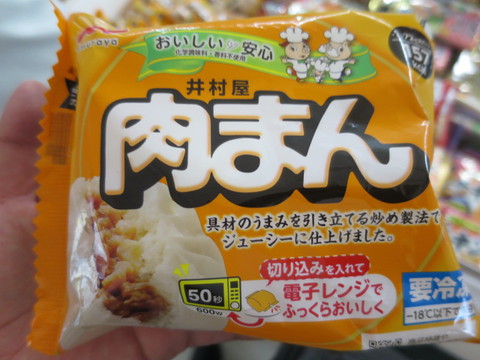 おいしい 安心
化学調味料・香料不使用
井村屋
肉まん
具材のうまみを引き立てる炒め製法で
ジューシーに仕上げました。
切り込みを入れて
電子レンジで
ふっくらおいしく
50秒
600W
要冷
-18℃以下で